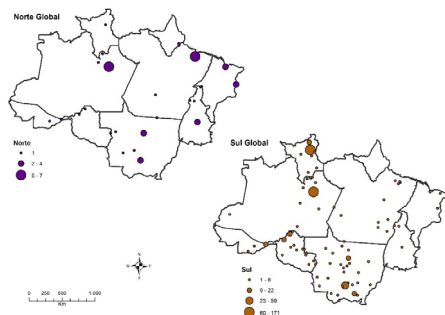 Norte Global
Norte
1
2 - 4
5 - 7
Sul Global
Sul
1 - 8
9 - 22
23 - 59
60 - 171
0 250 500 1.000
Km